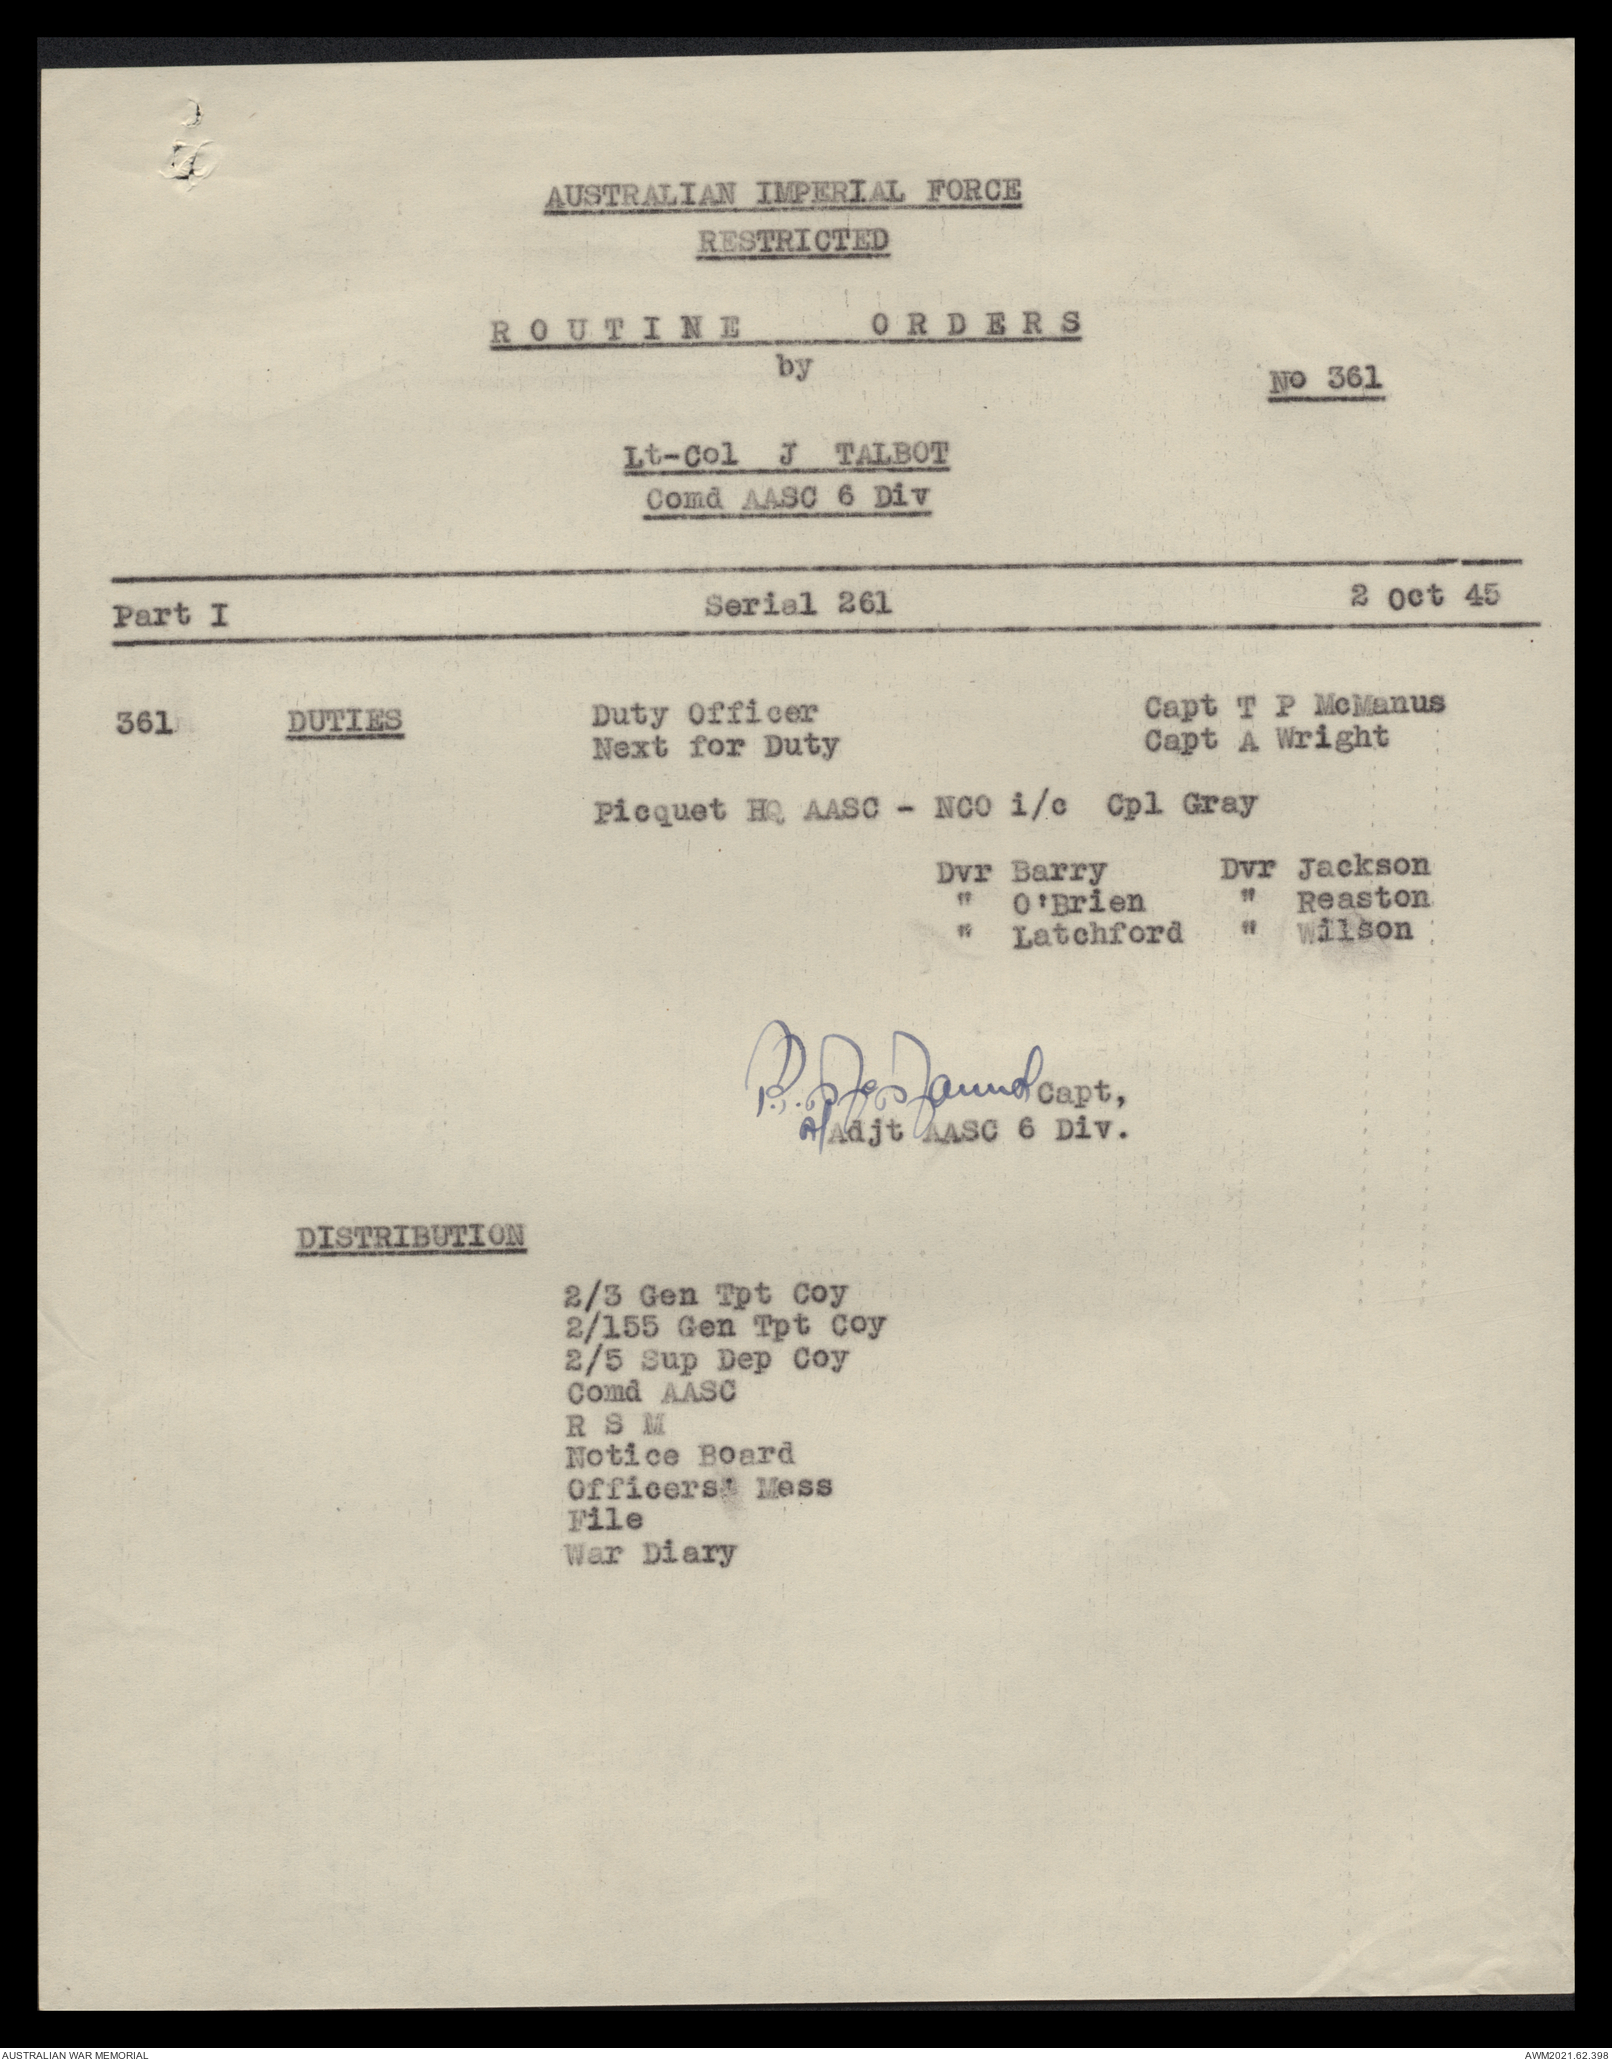 AUSTRALIAN IMPERIAL FORCE
RESTRICTED
ROUTINE ORDERS
by
No 361
Lt-Col J TALBOT
Comd AASC 6 Div
Part I Serial 261 2 Oct 45
361 DUTIES Duty Officer Capt T P McManus
Next for Duty Capt A Wright
Picquet HQ AASC - NCO i/c Cpl Gray
Dvr Barry Dvr Jackson
" O'Brien " Reaston
" Latchford " Wilson
Capt,
A/Adjt AASC 6 Div.
DISTRIBUTION
2/3 Gen Tpt Coy
2/155 Gen Tpt Coy
2/5 Sup Dep Coy
Comd AASC
R S M
Notice Board
Officers' Mess
File
War Diary
AUSTRALIAN WAR MEMORIAL AWM2021.62.398